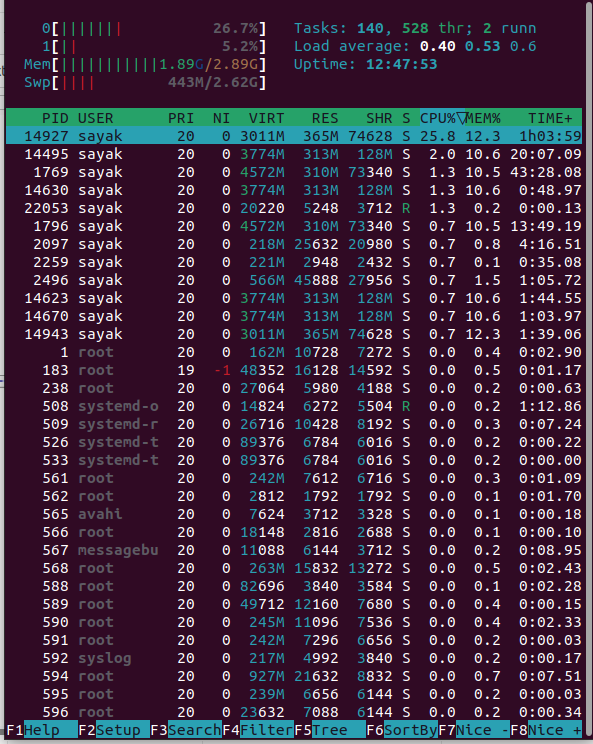 0[|||||||          26.7%]   Tasks: 140, 528 thr; 2 runn
1[||                5.2%]   Load average: 0.40 0.53 0.6
Mem[|||||||||||1.89G/2.89G]   Uptime: 12:47:53
Swp[||||      443M/2.62G]
PID USER PRI NI VIRT RES SHR S CPU%▽MEM% TIME+
14927 sayak 20 0 3011M 365M 74628 S 25.8 12.3 1h03:59
14495 sayak 20 0 3774M 313M 128M S 2.0 10.6 20:07.09
1769 sayak 20 0 4572M 310M 73340 S 1.3 10.5 43:28.08
14630 sayak 20 0 3774M 313M 128M S 1.3 10.6 0:48.97
22053 sayak 20 0 20220 5248 3712 R 1.3 0.2 0:00.13
1796 sayak 20 0 4572M 310M 73340 S 0.7 10.5 13:49.19
2097 sayak 20 0 218M 25632 20980 S 0.7 0.8 4:16.51
2259 sayak 20 0 221M 2948 2432 S 0.7 0.1 0:35.08
2496 sayak 20 0 566M 45888 27956 S 0.7 1.5 1:05.72
14623 sayak 20 0 3774M 313M 128M S 0.7 10.6 1:44.55
14670 sayak 20 0 3774M 313M 128M S 0.7 10.6 1:03.97
14943 sayak 20 0 3011M 365M 74628 S 0.7 12.3 1:39.06
1 root 20 0 162M 10728 7272 S 0.0 0.4 0:02.90
183 root 19 -1 48352 16128 14592 S 0.0 0.5 0:01.17
238 root 20 0 27064 5980 4188 S 0.0 0.2 0:00.63
508 systemd-o 20 0 14824 6272 5504 R 0.0 0.2 1:12.86
509 systemd-r 20 0 26716 10428 8192 S 0.0 0.3 0:07.24
526 systemd-t 20 0 89376 6784 6016 S 0.0 0.2 0:00.22
533 systemd-t 20 0 89376 6784 6016 S 0.0 0.2 0:00.00
561 root 20 0 242M 7612 6716 S 0.0 0.3 0:01.09
562 root 20 0 2812 1792 1792 S 0.0 0.1 0:01.70
565 avahi 20 0 7624 3712 3328 S 0.0 0.1 0:00.18
566 root 20 0 18148 2816 2688 S 0.0 0.1 0:00.10
567 messagebu 20 0 11088 6144 3712 S 0.0 0.2 0:08.95
568 root 20 0 263M 15832 13272 S 0.0 0.5 0:02.43
588 root 20 0 82696 3840 3584 S 0.0 0.1 0:02.28
589 root 20 0 49712 12160 7680 S 0.0 0.4 0:00.15
590 root 20 0 245M 11096 7536 S 0.0 0.4 0:02.33
591 root 20 0 242M 7296 6656 S 0.0 0.2 0:00.03
592 syslog 20 0 217M 4992 3840 S 0.0 0.2 0:00.17
594 root 20 0 927M 21632 8832 S 0.0 0.7 0:07.51
595 root 20 0 239M 6656 6144 S 0.0 0.2 0:00.03
596 root 20 0 23632 7088 6144 S 0.0 0.2 0:00.34
F1Help F2Setup F3SearchF4FilterF5Tree F6SortByF7Nice -F8Nice +